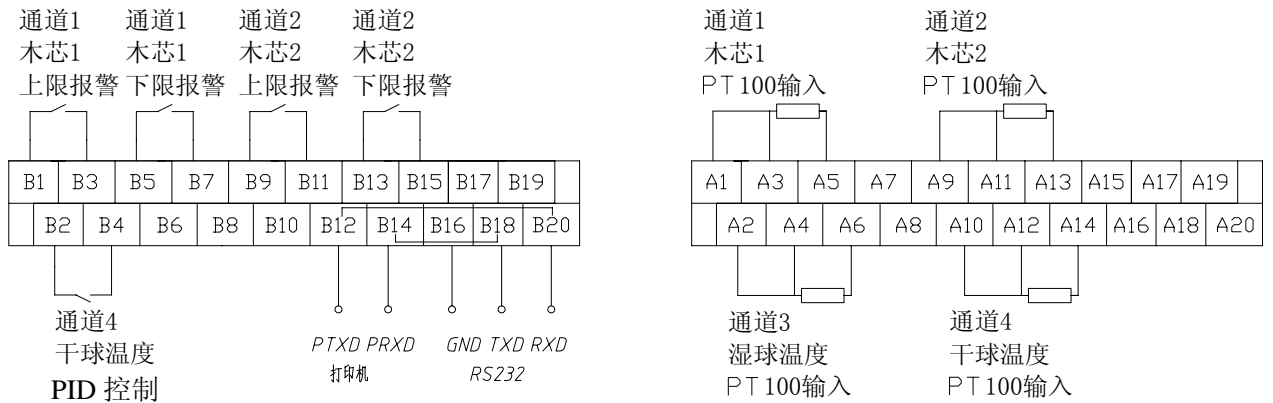 通道1 通道1 通道2 通道2
木芯1 木芯1 木芯2 木芯2
上限报警 下限报警 上限报警 下限报警
B1 B3 B5 B7 B9 B11 B13 B15 B17 B19
B2 B4 B6 B8 B10 B12 B14 B16 B18 B20
通道4
干球温度
PID 控制
PTXD PRXD GND TXD RXD
打印机 RS232
通道1 通道2
木芯1 木芯2
PT100输入 PT100输入
A1 A3 A5 A7 A9 A11 A13 A15 A17 A19
A2 A4 A6 A8 A10 A12 A14 A16 A18 A20
通道3 通道4
湿球温度 干球温度
PT100输入 PT100输入